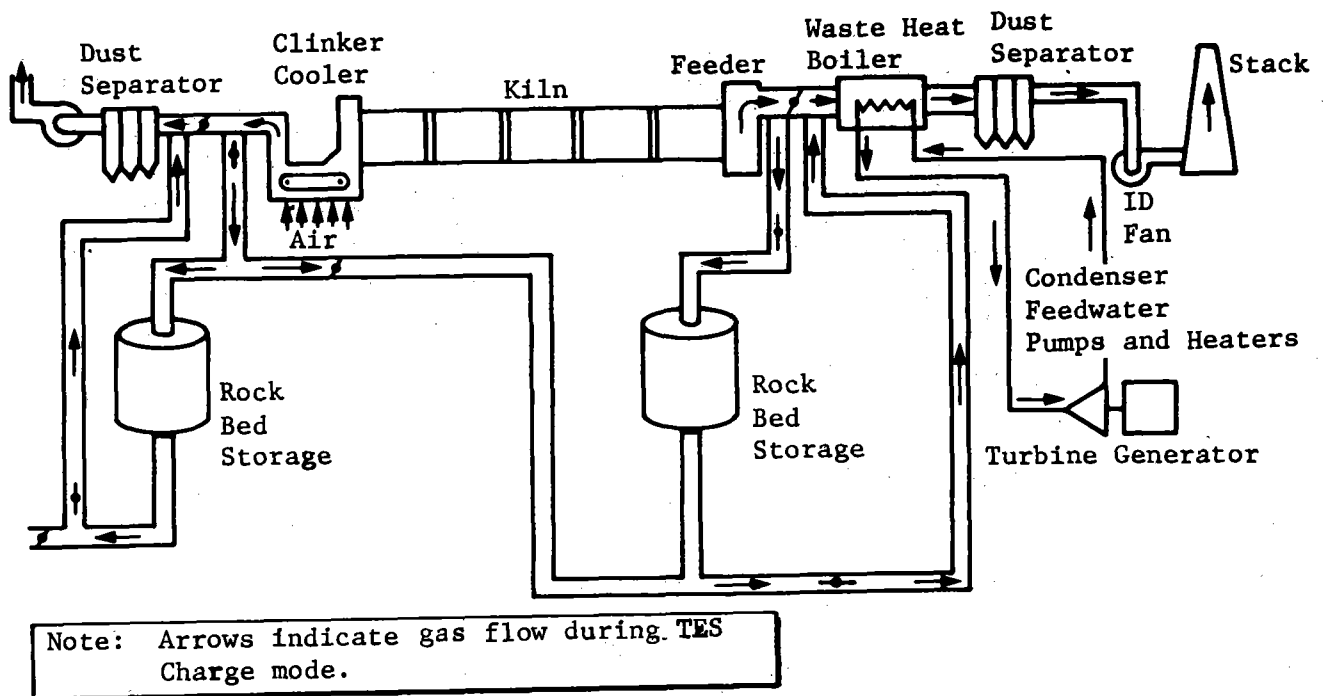 Dust
Separator
Clinker
Cooler
Kiln
Feeder
Waste Heat
Boiler
Dust
Separator
Stack
Air
ID
Fan
Condenser
Feedwater
Pumps and Heaters
Rock
Bed
Storage
Rock
Bed
Storage
Turbine Generator
Note: Arrows indicate gas flow during TES
Charge mode.